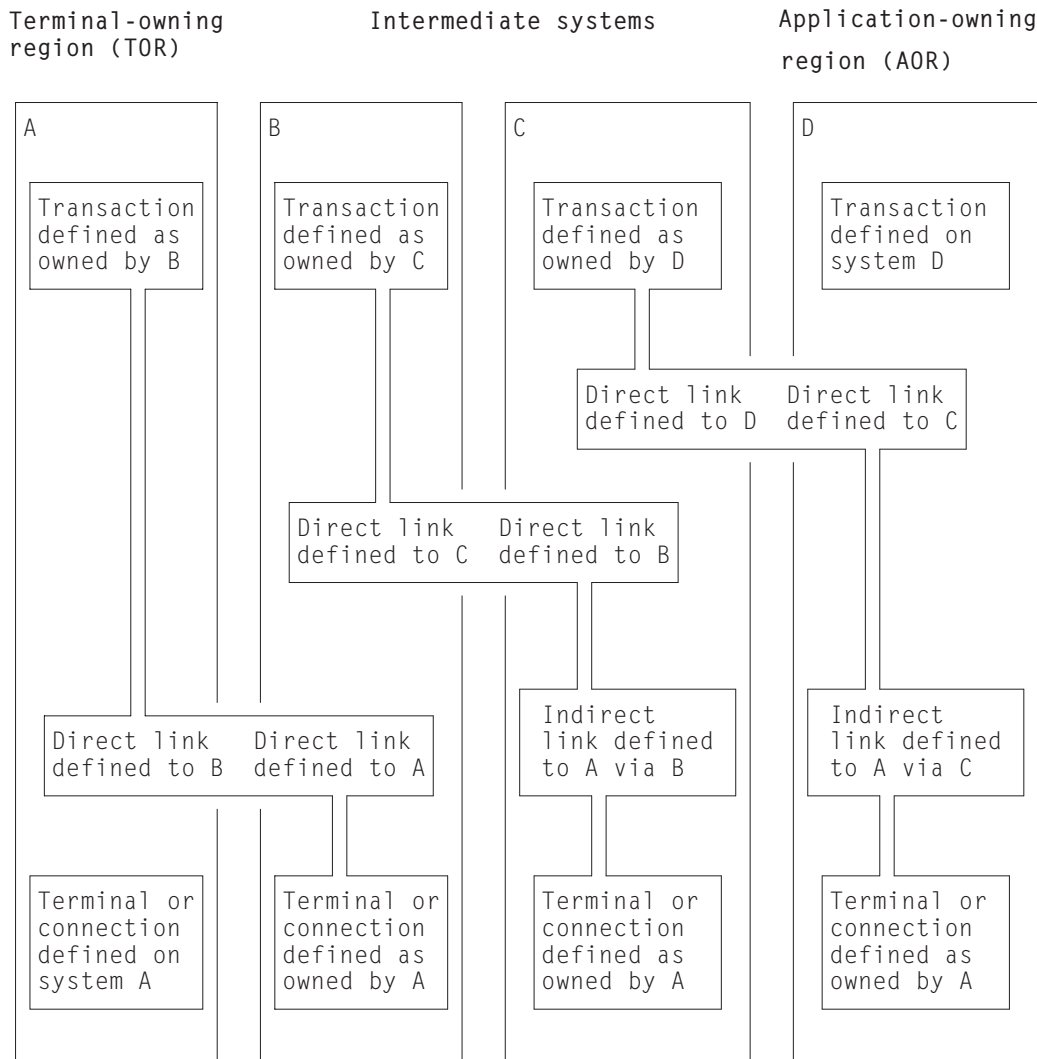 Terminal-owning
region (TOR)
Intermediate systems
Application-owning
region (AOR)
A
B
C
D
Transaction
defined as
owned by B
Transaction
defined as
owned by C
Transaction
defined as
owned by D
Transaction
defined on
system D
Direct link
defined to D
Direct link
defined to C
Direct link
defined to C
Direct link
defined to B
Direct link
defined to B
Direct link
defined to A
Indirect
link defined
to A via B
Indirect
link defined
to A via C
Terminal or
connection
defined on
system A
Terminal or
connection
defined as
owned by A
Terminal or
connection
defined as
owned by A
Terminal or
connection
defined as
owned by A